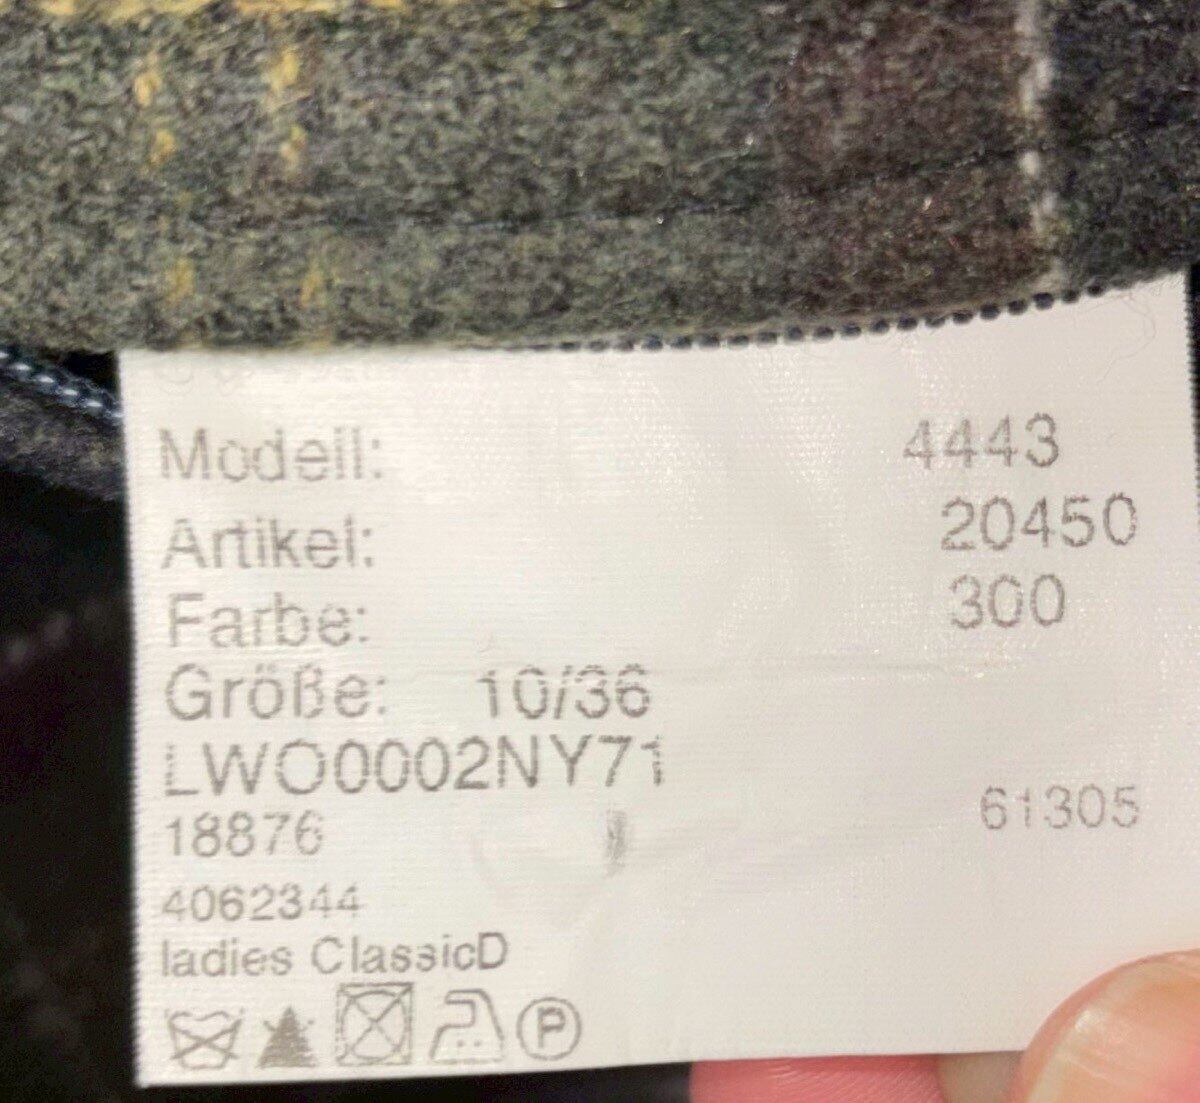 Modell: 4443
Artikel: 20450
Farbe: 300
Größe: 10/36
LWO0002NY71
18876 61305
4062344
ladies ClassicD
P